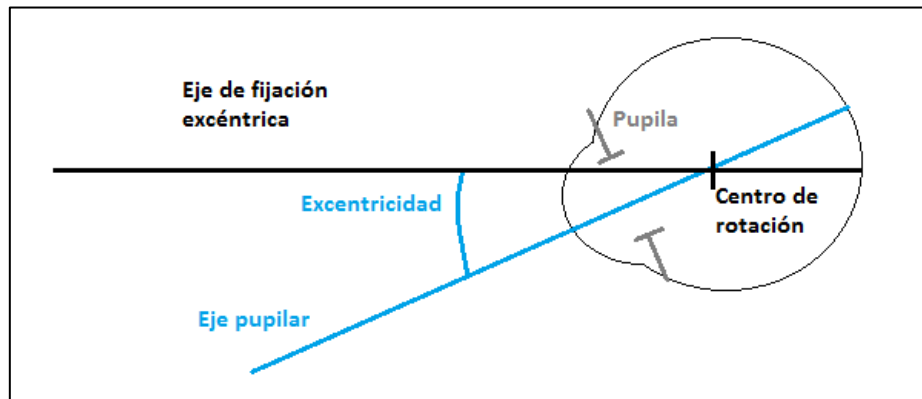 Eje de fijación
excéntrica
Pupila
Excentricidad
Centro de
rotación
Eje pupilar